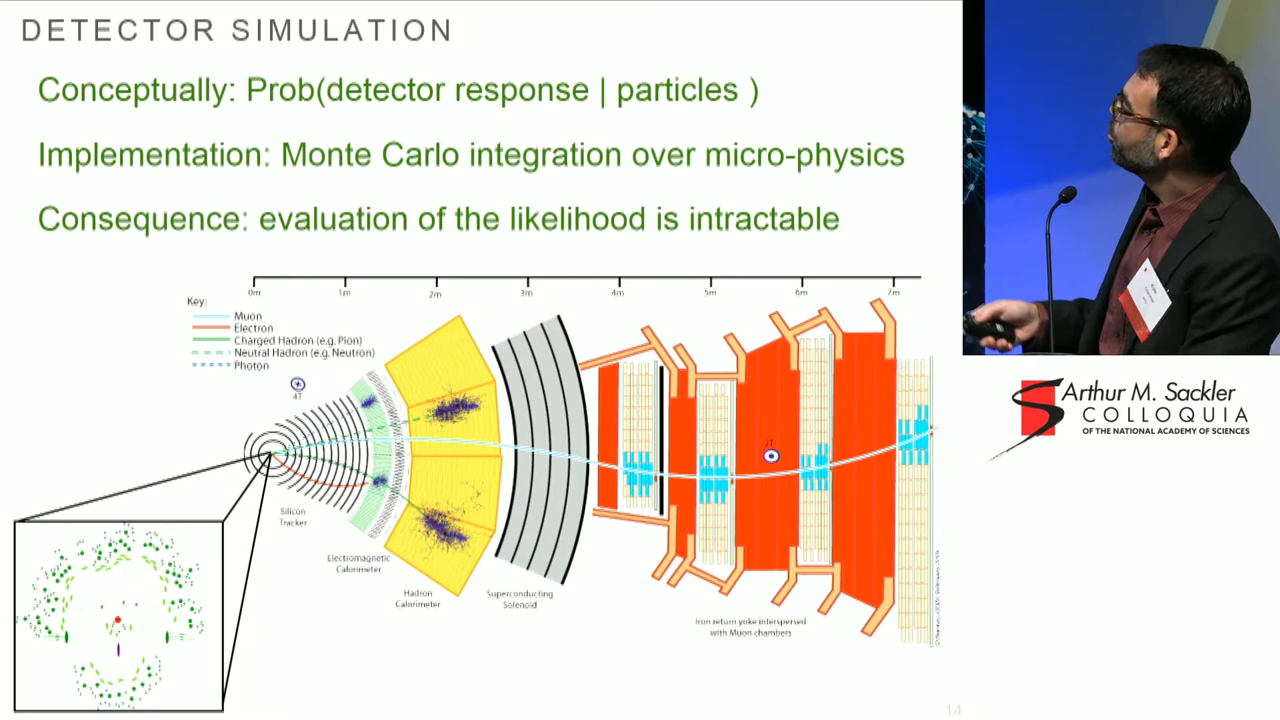 DETECTOR SIMULATION
Conceptually: Prob(detector response | particles )
Implementation: Monte Carlo integration over micro-physics
Consequence: evaluation of the likelihood is intractable
0m 1m 2m 3m 4m 5m 6m 7m
Key:
Muon
Electron
Charged Hadron (e.g. Pion)
Neutral Hadron (e.g. Neutron)
Photon
4T
2T
Silicon
Tracker
Electromagnetic
Calorimeter
Hadron
Calorimeter
Superconducting
Solenoid
Iron return yoke interspersed
with Muon chambers
14
Arthur M. Sackler
COLLOQUIA
OF THE NATIONAL ACADEMY OF SCIENCES